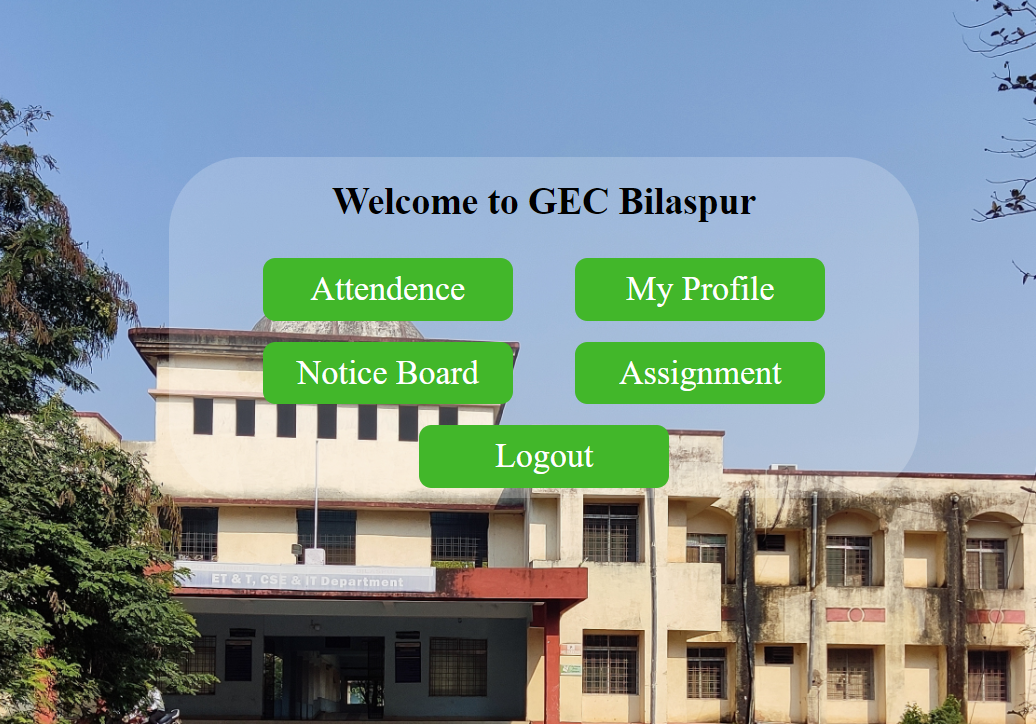 Welcome to GEC Bilaspur
Attendence
My Profile
Notice Board
Assignment
Logout
ET & T, CSE & IT Department